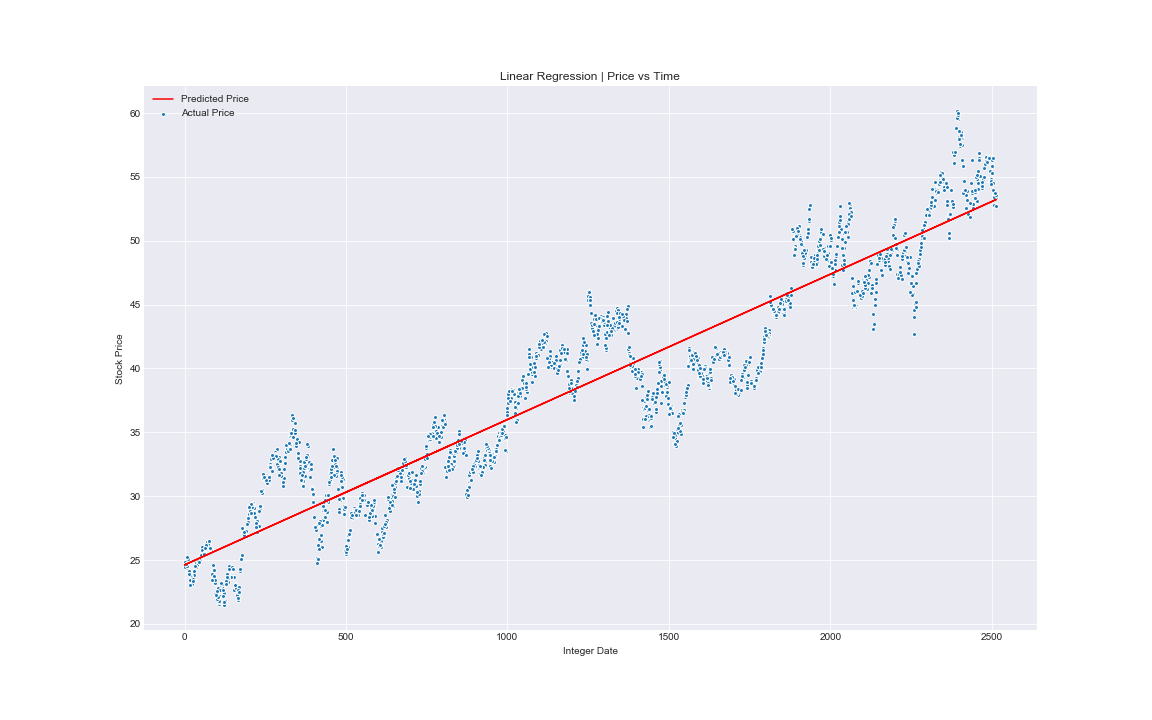 Linear Regression | Price vs Time
Predicted Price
Actual Price
60
55
50
45
40
35
30
25
20
Stock Price
0 500 1000 1500 2000 2500
Integer Date